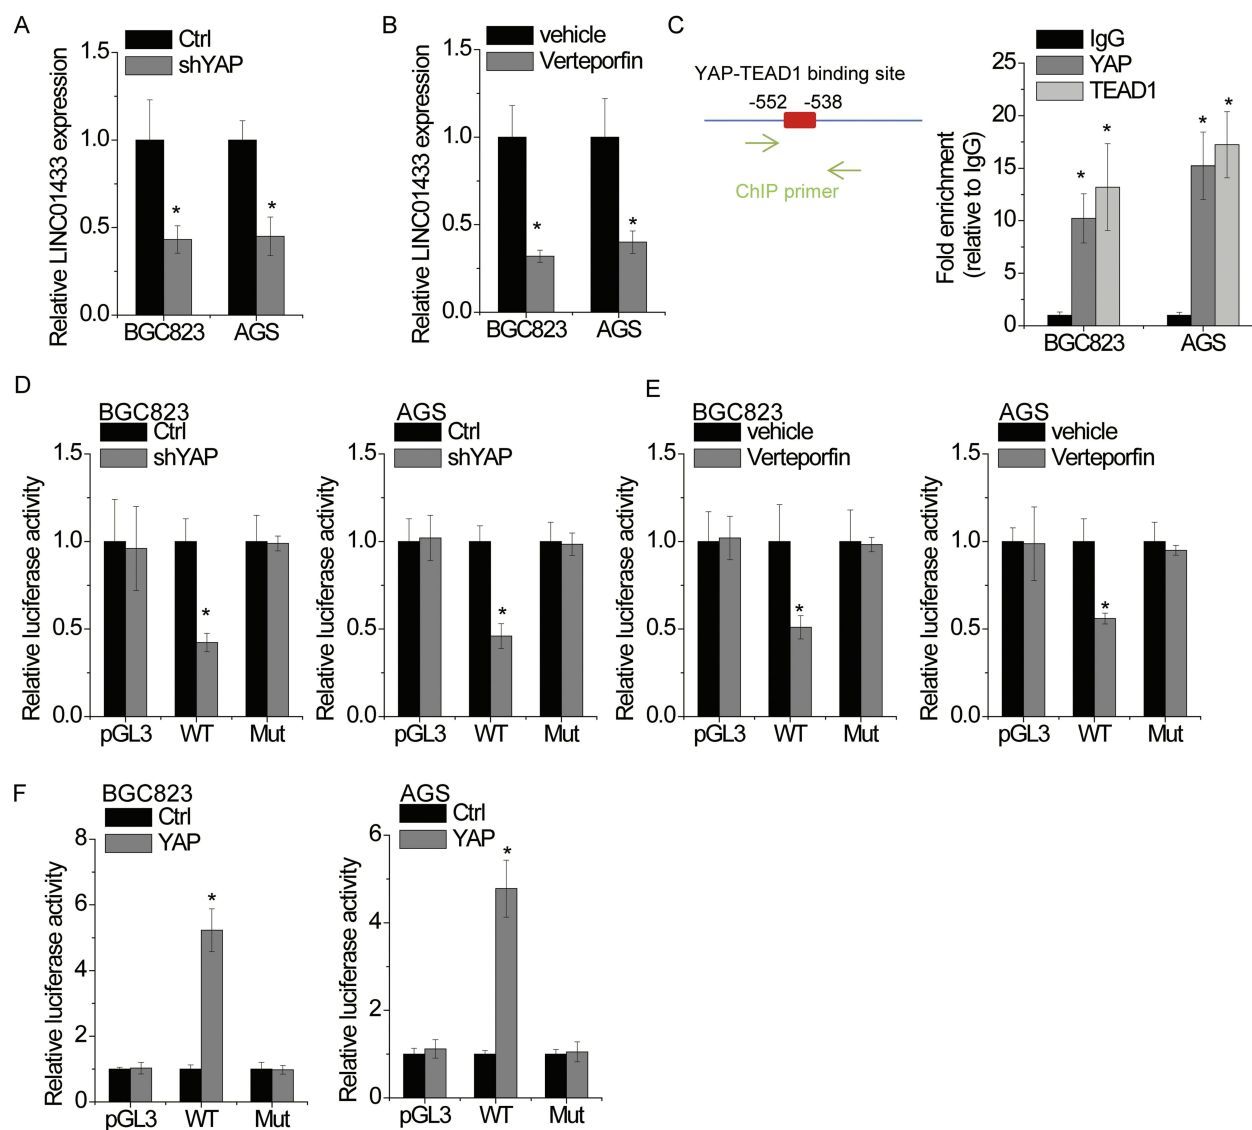 A
Ctrl
shYAP
Relative LINC01433 expression
1.5
1.0
0.5
0.0
*
*
BGC823 AGS
B
vehicle
Verteporfin
Relative LINC01433 expression
1.5
1.0
0.5
0.0
*
*
BGC823 AGS
C
YAP-TEAD1 binding site
-552 -538
ChIP primer
IgG
YAP
TEAD1
Fold enrichment
(relative to IgG)
25
20
15
10
5
0
* *
* *
BGC823 AGS
D
BGC823
Ctrl
shYAP
Relative luciferase activity
1.5
1.0
0.5
0.0
*
pGL3 WT Mut
AGS
Ctrl
shYAP
Relative luciferase activity
1.5
1.0
0.5
0.0
*
pGL3 WT Mut
E
BGC823
vehicle
Verteporfin
Relative luciferase activity
1.5
1.0
0.5
0.0
*
pGL3 WT Mut
AGS
vehicle
Verteporfin
Relative luciferase activity
1.5
1.0
0.5
0.0
*
pGL3 WT Mut
F
BGC823
Ctrl
YAP
Relative luciferase activity
8
6
4
2
0
*
pGL3 WT Mut
AGS
Ctrl
YAP
Relative luciferase activity
6
4
2
0
*
pGL3 WT Mut